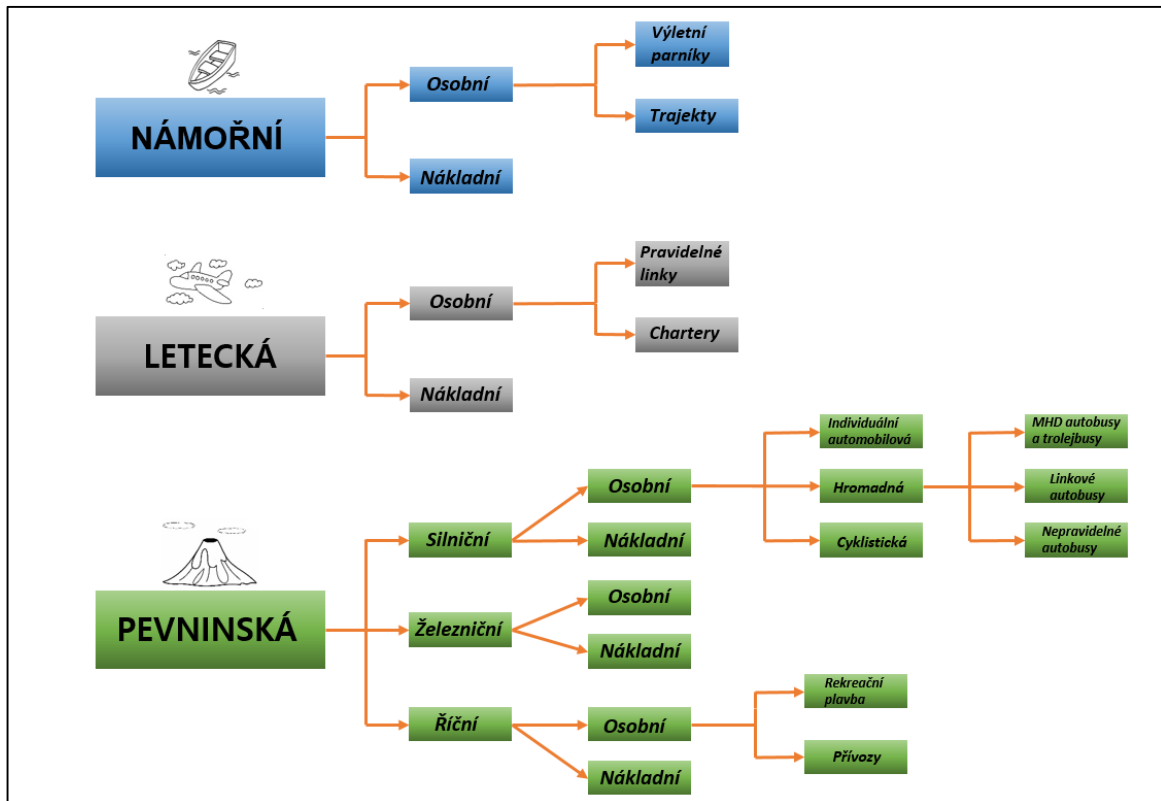 NÁMOŘNÍ
Osobní
Výletní
parníky
Trajekty
Nákladní
LETECKÁ
Osobní
Pravidelné
linky
Chartery
Nákladní
PEVNINSKÁ
Silniční
Osobní
Individuální
automobilová
Hromadná
MHD autobusy
a trolejbusy
Linkové
autobusy
Nepravidelné
autobusy
Cyklistická
Nákladní
Železniční
Osobní
Nákladní
Říční
Osobní
Rekreační
plavba
Přívozy
Nákladní